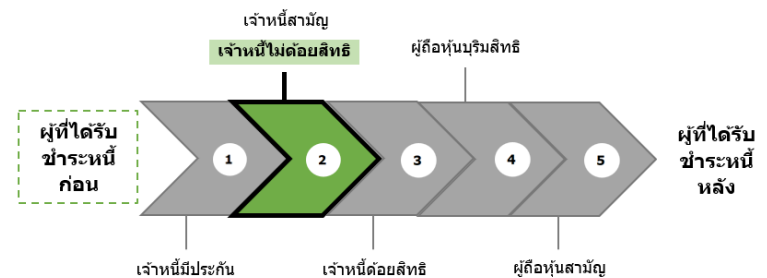 เจ้าหนี้สามัญ
เจ้าหนี้ไม่ด้อยสิทธิ
ผู้ถือหุ้นบุริมสิทธิ
ผู้ที่ได้รับ
ชำระหนี้
ก่อน
1
2
3
4
5
ผู้ที่ได้รับ
ชำระหนี้
หลัง
เจ้าหนี้มีประกัน
เจ้าหนี้ด้อยสิทธิ
ผู้ถือหุ้นสามัญ